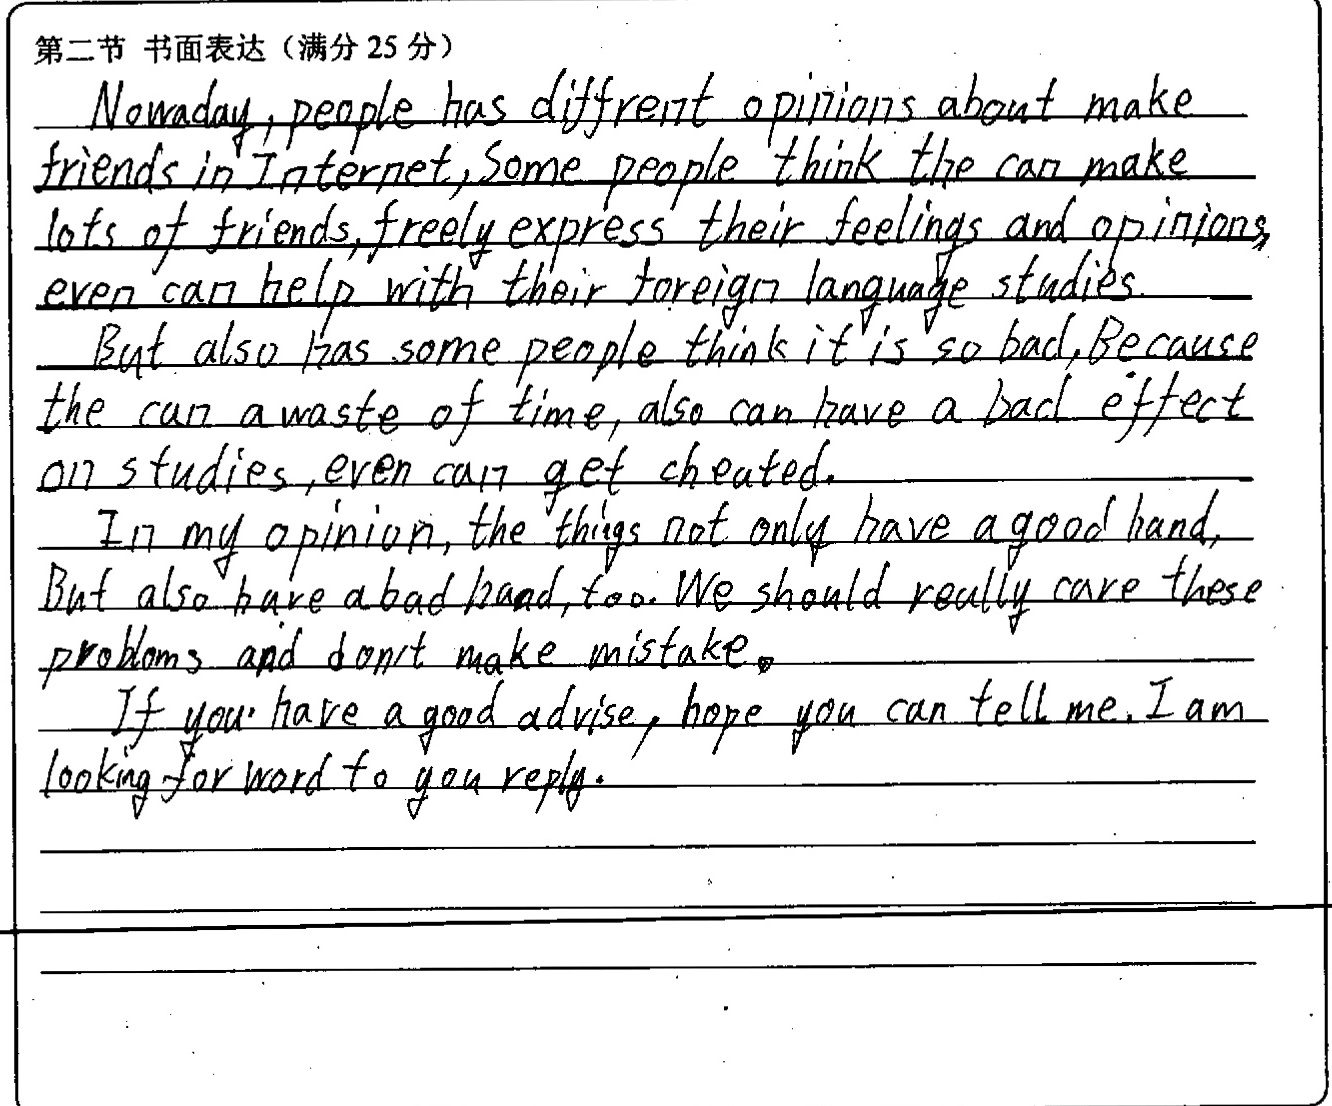 第二节 书面表达（满分 25 分）
Nowaday, people has diffrent opinions about make
friends in Internet, Some people think the can make
lots of friends, freely express their feelings and opinions,
even can help with their foreign language studies.
But also has some people think it is so bad, Because
the can a waste of time, also can have a bad effect
on studies, even can get cheated.
In my opinion, the thigs not only have a good hand,
But also have a bad hand, too. We should really care these
probloms and don't make mistake.
If you have a good advise, hope you can tell me. I am
looking for word to you reply.